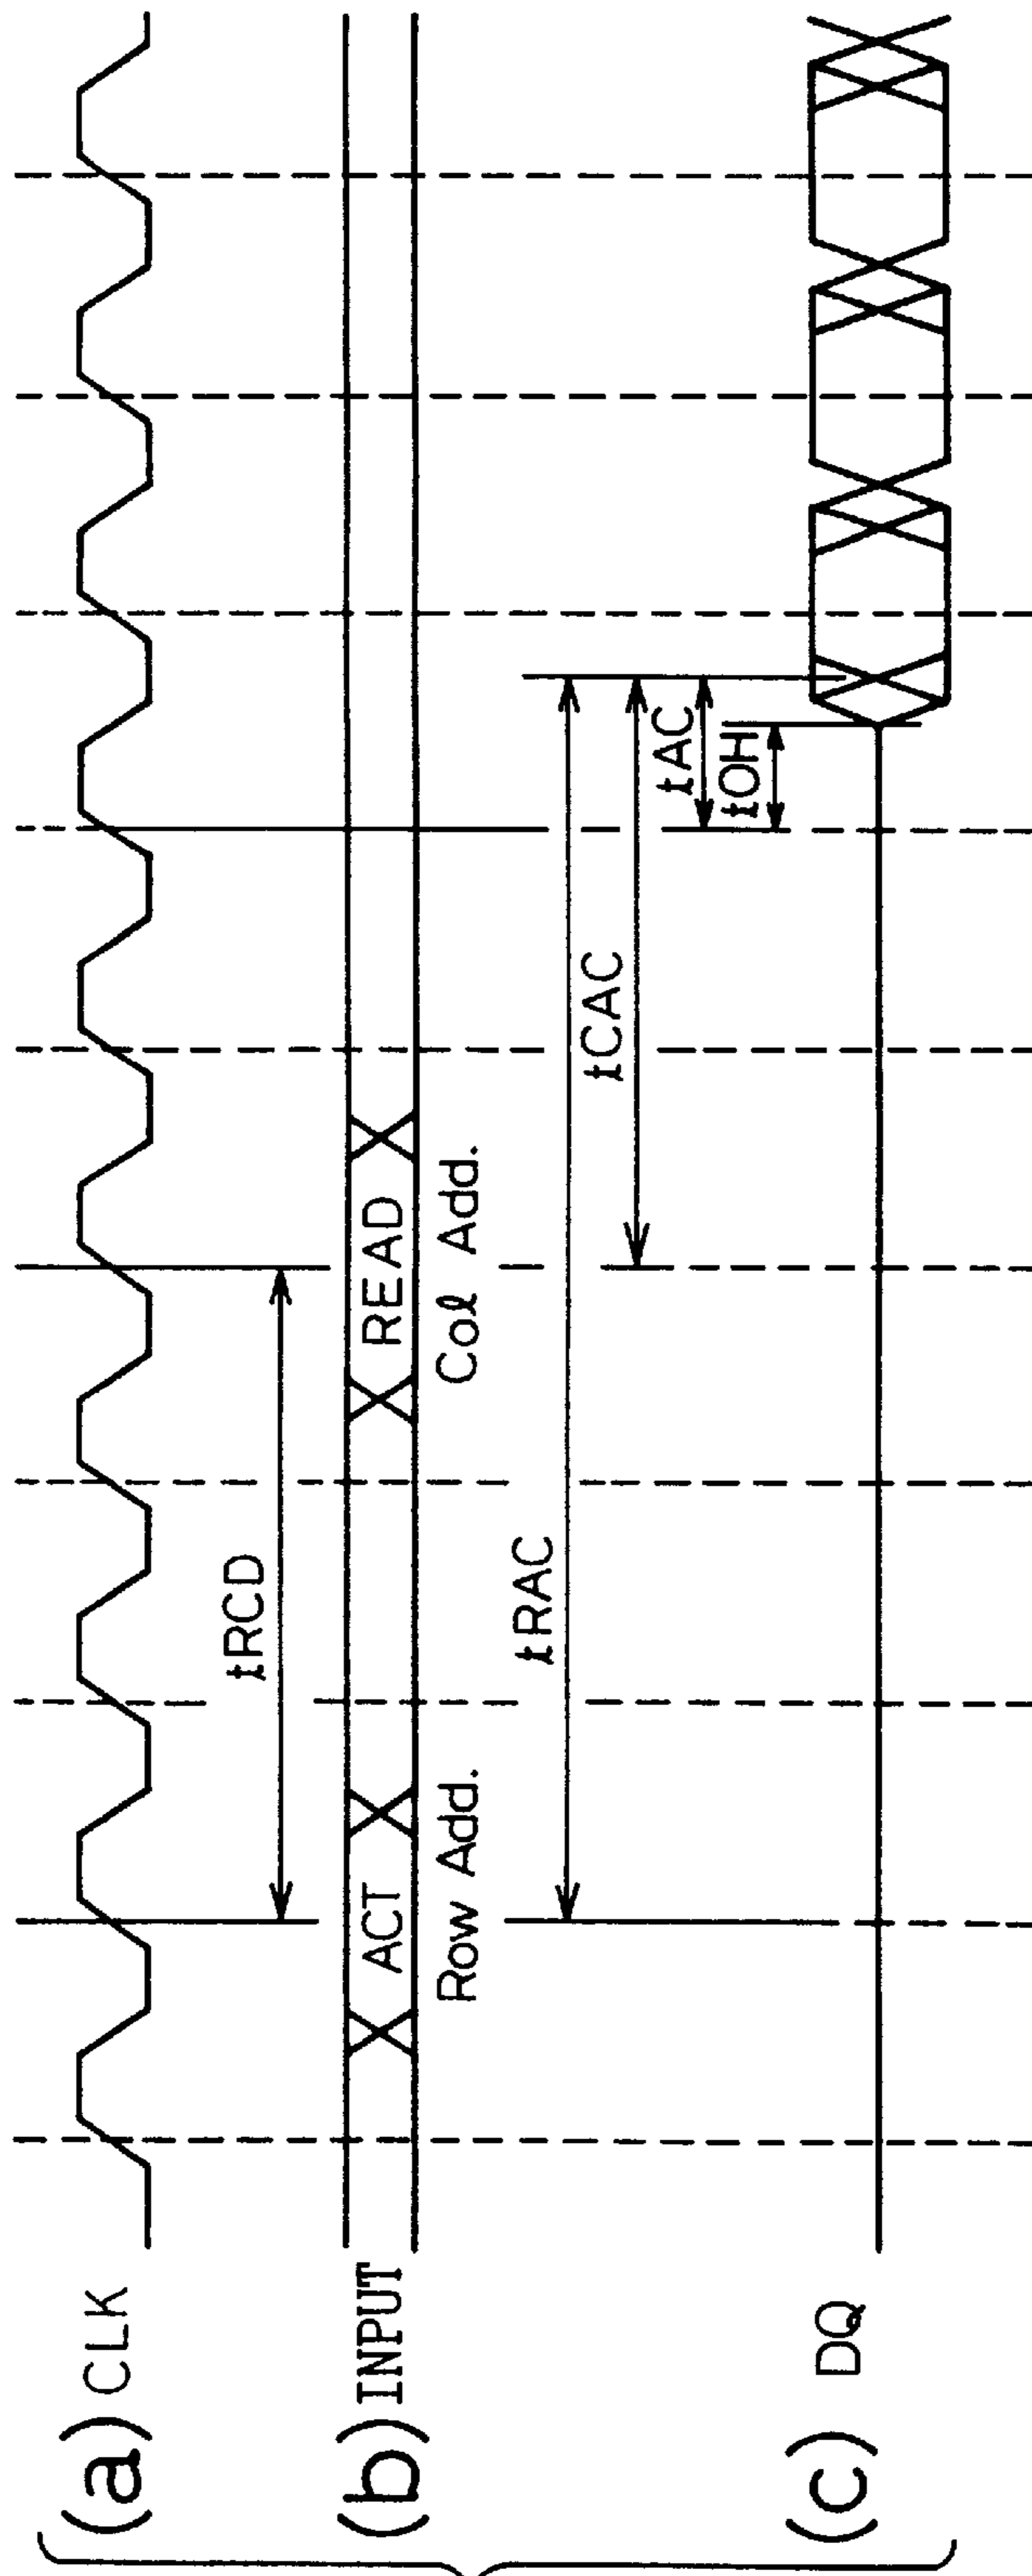 (a) CLK
tRCD
(b) INPUT
ACT
READ
Row Add.
Col Add.
tRAC
tCAC
tAC
tOH
(c) DQ